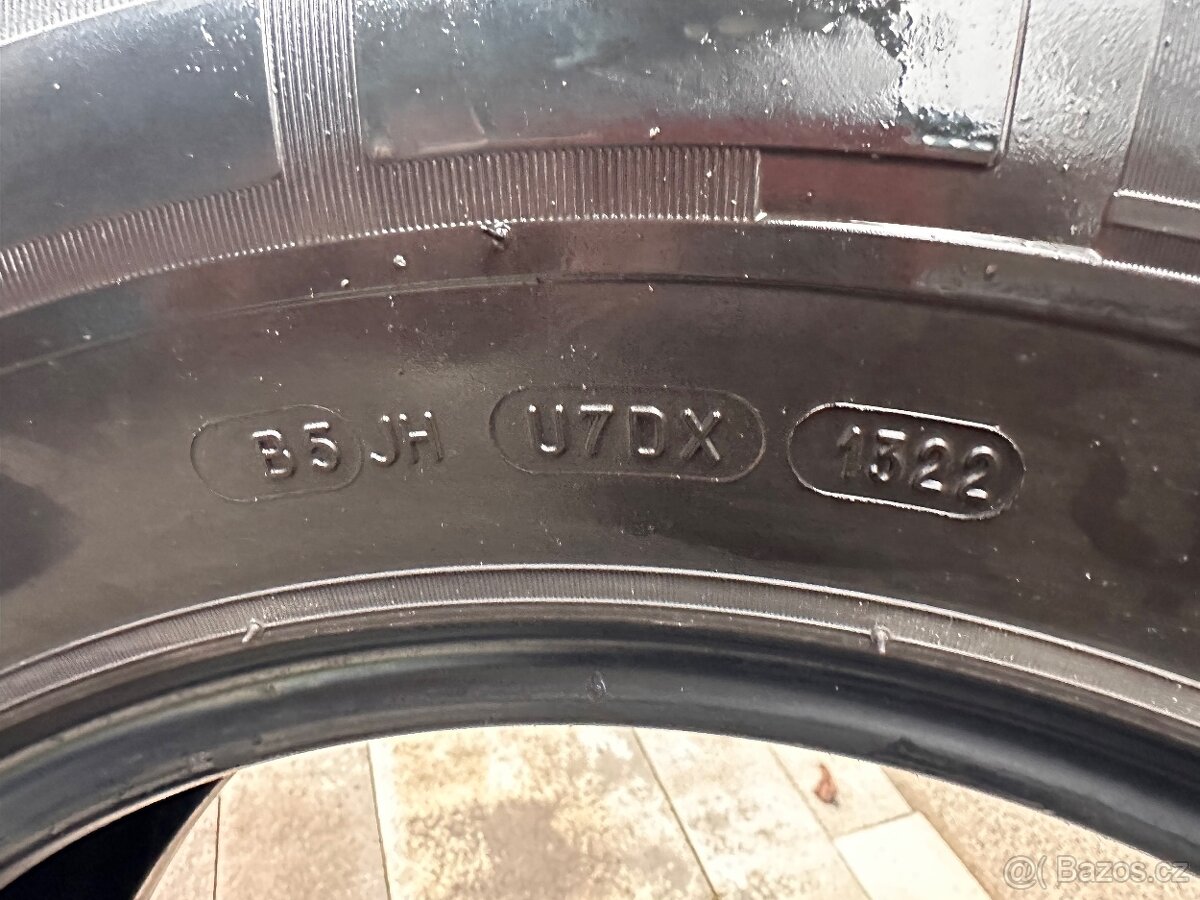 B5 JH U7DX 1322
@( Bazos.cz